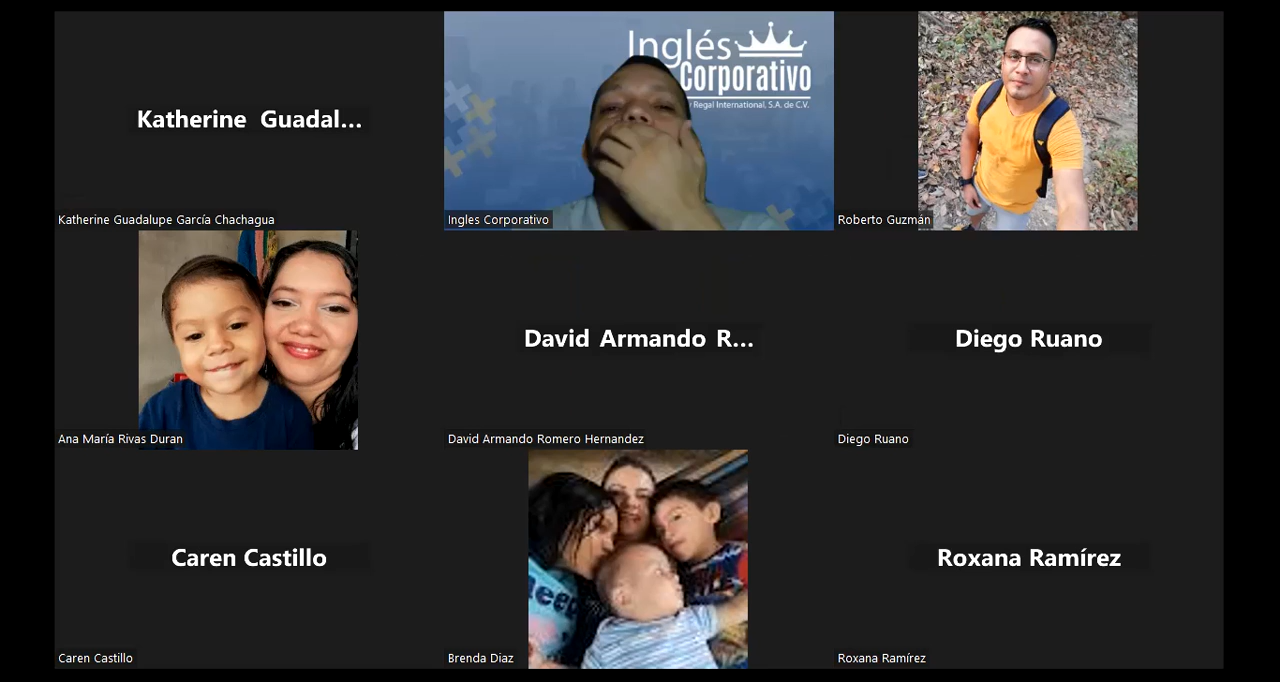 Katherine Guadal...
Katherine Guadalupe García Chachagua
Inglés
Corporativo
Regal International, S.A. de C.V.
Ingles Corporativo
Roberto Guzmán
Ana María Rivas Duran
David Armando R...
David Armando Romero Hernandez
Diego Ruano
Diego Ruano
Caren Castillo
Caren Castillo
Brenda Diaz
Roxana Ramírez
Roxana Ramírez